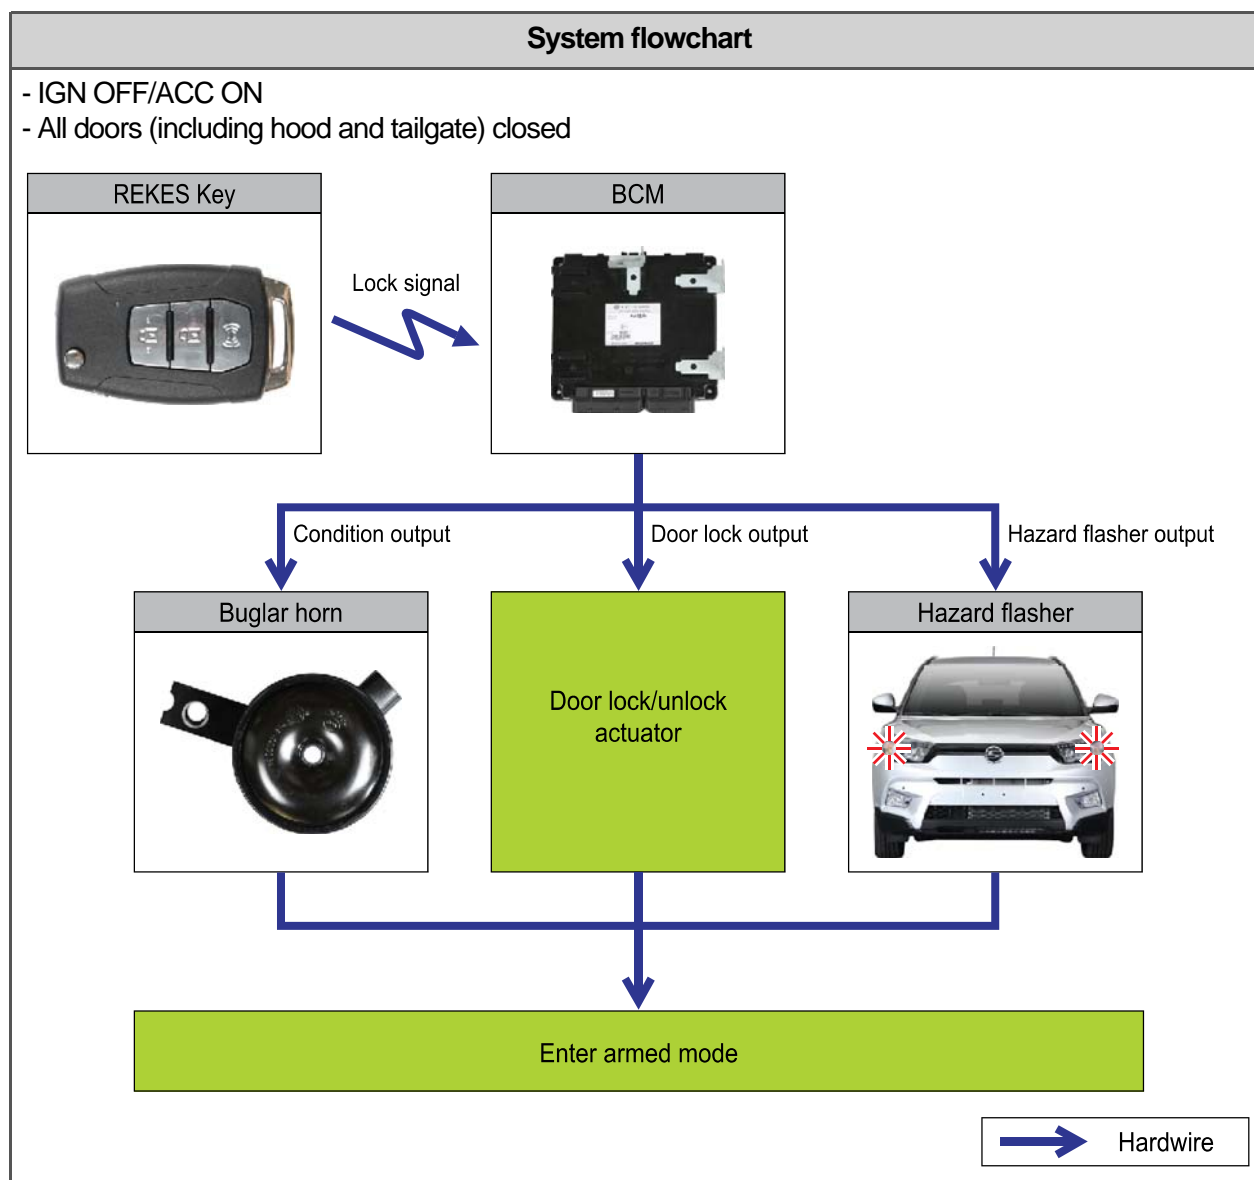 System flowchart
- IGN OFF/ACC ON
- All doors (including hood and tailgate) closed
REKES Key
BCM
Lock signal
Condition output
Door lock output
Hazard flasher output
Buglar horn
Hazard flasher
Door lock/unlock
actuator
Enter armed mode
Hardwire